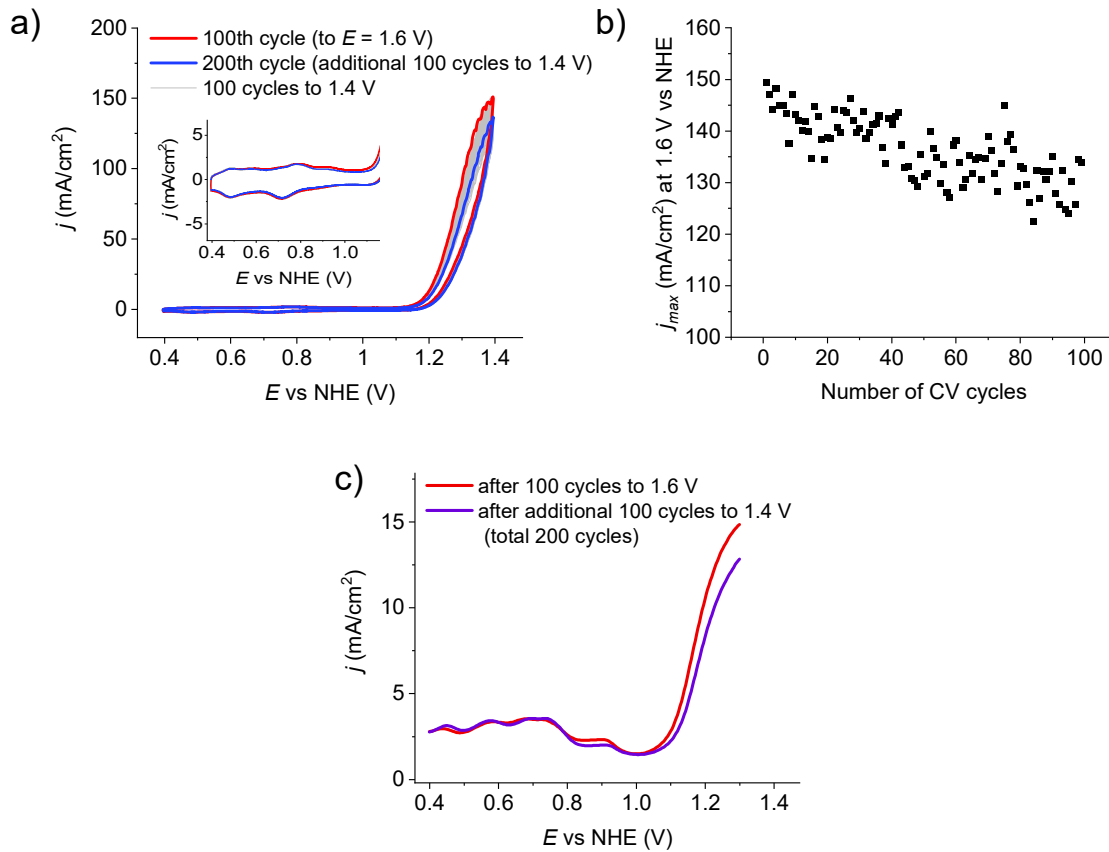 a)
200
150
100
50
0
j (mA/cm²)
100th cycle (to E = 1.6 V)
200th cycle (additional 100 cycles to 1.4 V)
100 cycles to 1.4 V
5
0
-5
j (mA/cm²)
0.4 0.6 0.8 1.0
E vs NHE (V)
0.4 0.6 0.8 1 1.2 1.4
E vs NHE (V)
b)
160
150
140
130
120
110
100
j_max (mA/cm²) at 1.6 V vs NHE
0 20 40 60 80 100
Number of CV cycles
c)
after 100 cycles to 1.6 V
after additional 100 cycles to 1.4 V
(total 200 cycles)
15
10
5
0
j (mA/cm²)
0.4 0.6 0.8 1.0 1.2 1.4
E vs NHE (V)